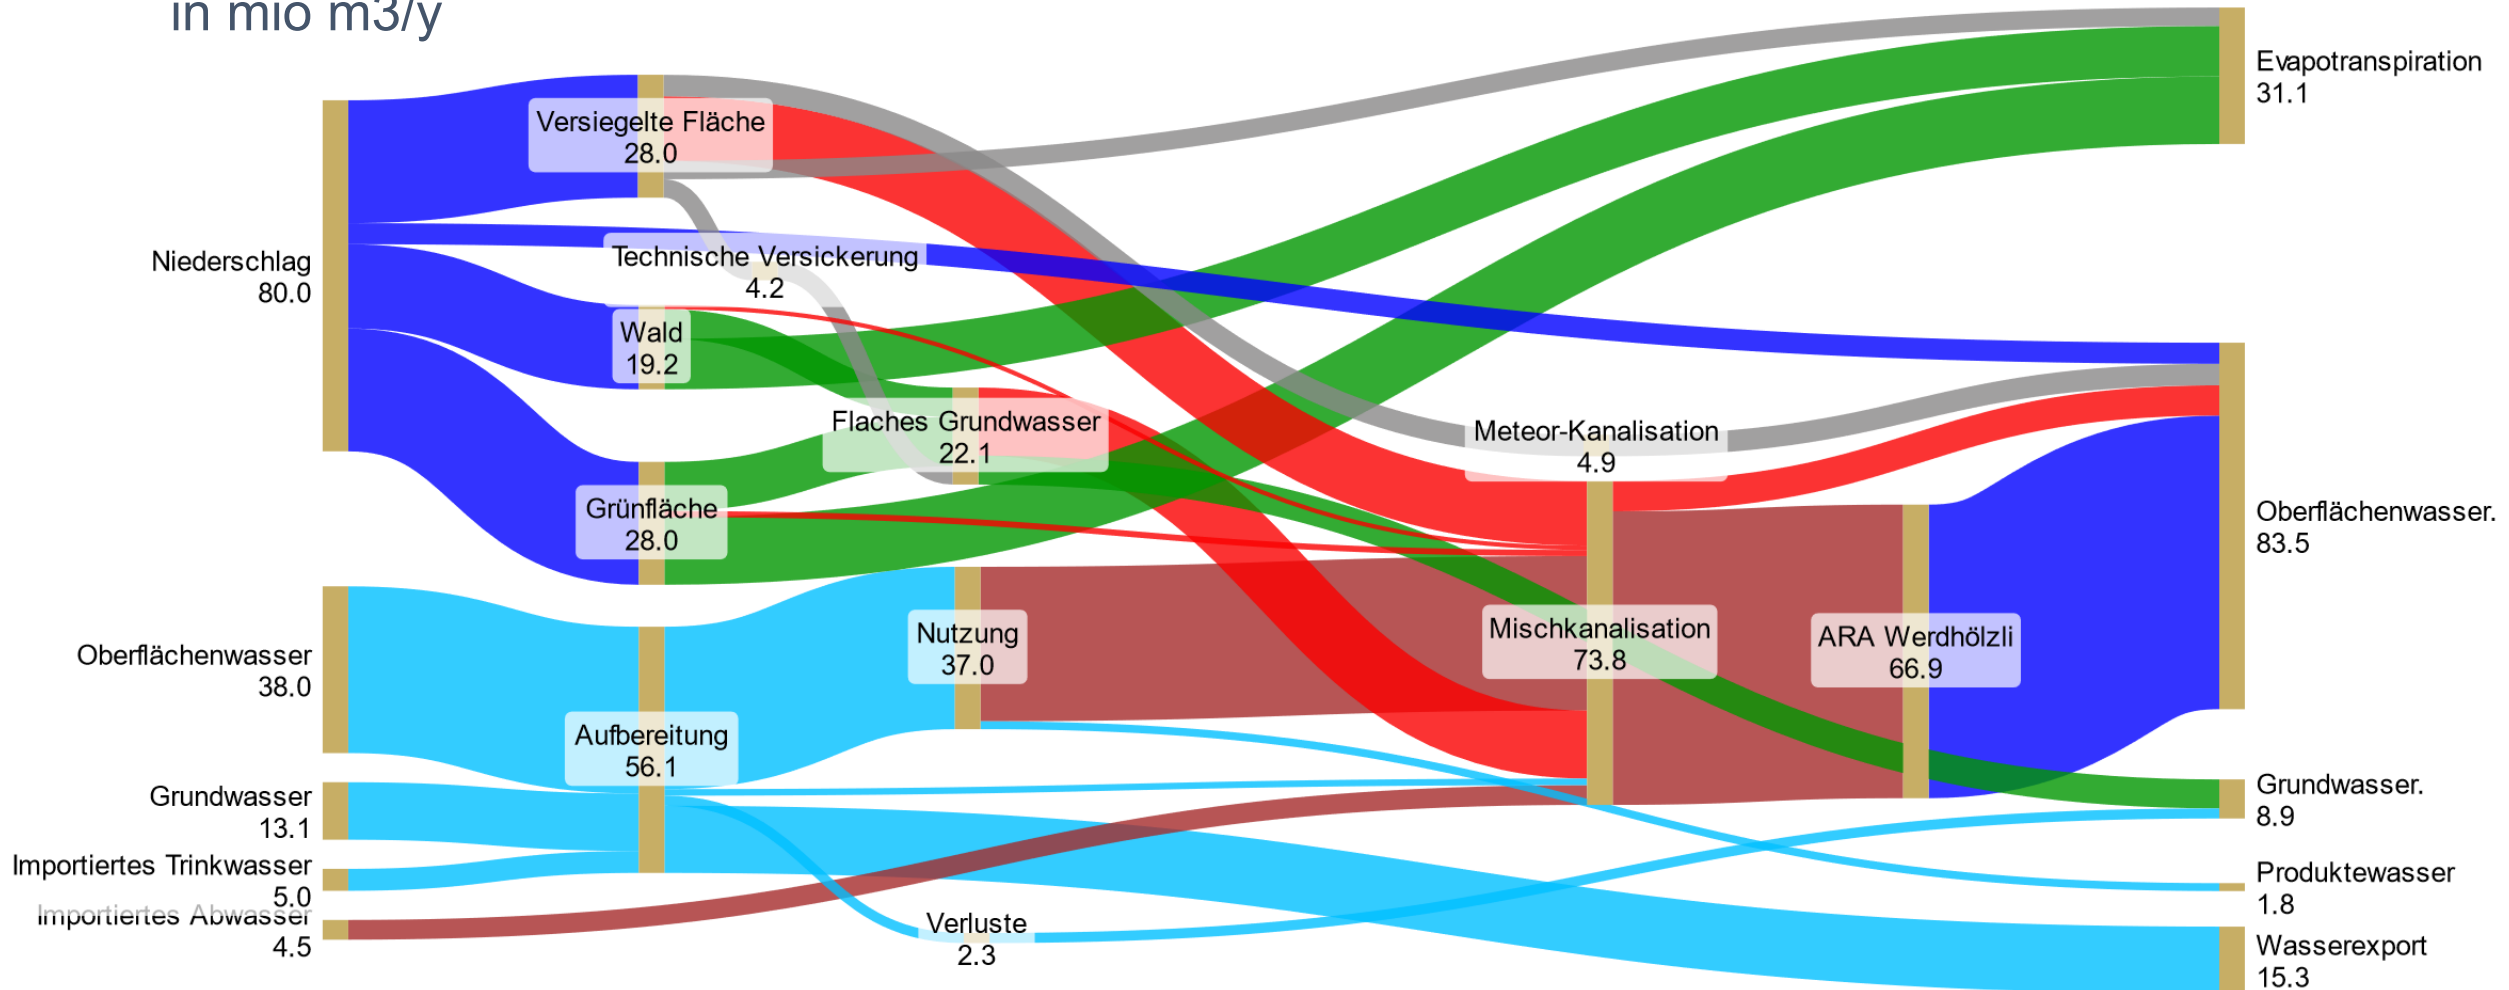 in mio m3/y
Evapotranspiration
31.1
Versiegelte Fläche
28.0
Niederschlag
80.0
Technische Versickerung
4.2
Wald
19.2
Flaches Grundwasser
22.1
Meteor-Kanalisation
4.9
Grünfläche
28.0
Oberflächenwasser.
83.5
Oberflächenwasser
38.0
Nutzung
37.0
Mischkanalisation
73.8
ARA Werdhölzli
66.9
Aufbereitung
56.1
Grundwasser
13.1
Grundwasser.
8.9
Importiertes Trinkwasser
5.0
Produktewasser
1.8
Importiertes Abwasser
4.5
Verluste
2.3
Wasserexport
15.3